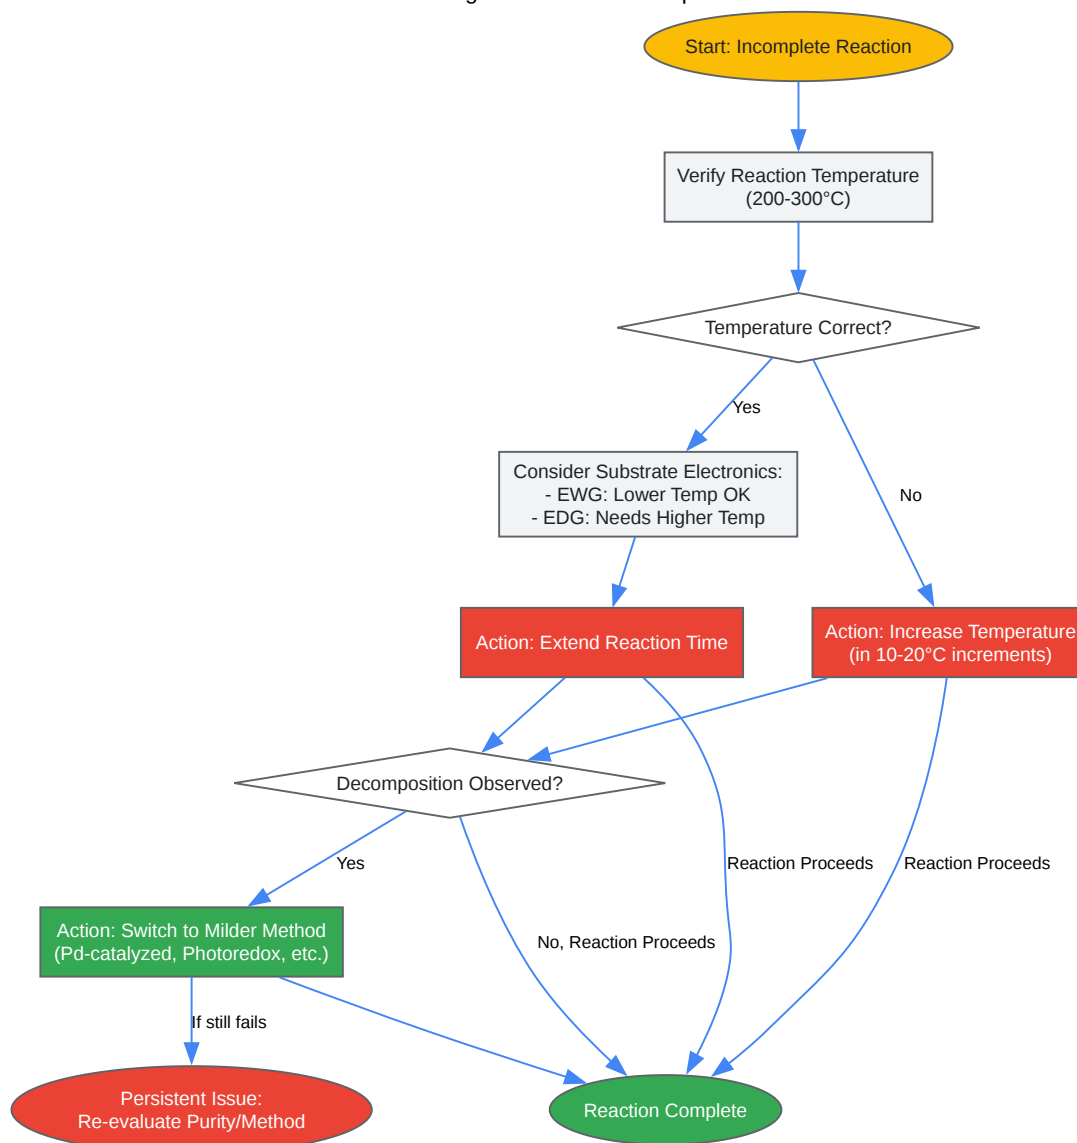 Start: Incomplete Reaction
Verify Reaction Temperature
(200-300°C)
Temperature Correct?
Yes
No
Consider Substrate Electronics:
- EWG: Lower Temp OK
- EDG: Needs Higher Temp
Action: Extend Reaction Time
Action: Increase Temperature
(in 10-20°C increments)
Decomposition Observed?
Yes
Reaction Proceeds
Reaction Proceeds
Action: Switch to Milder Method
(Pd-catalyzed, Photoredox, etc.)
No, Reaction Proceeds
If still fails
Persistent Issue:
Re-evaluate Purity/Method
Reaction Complete